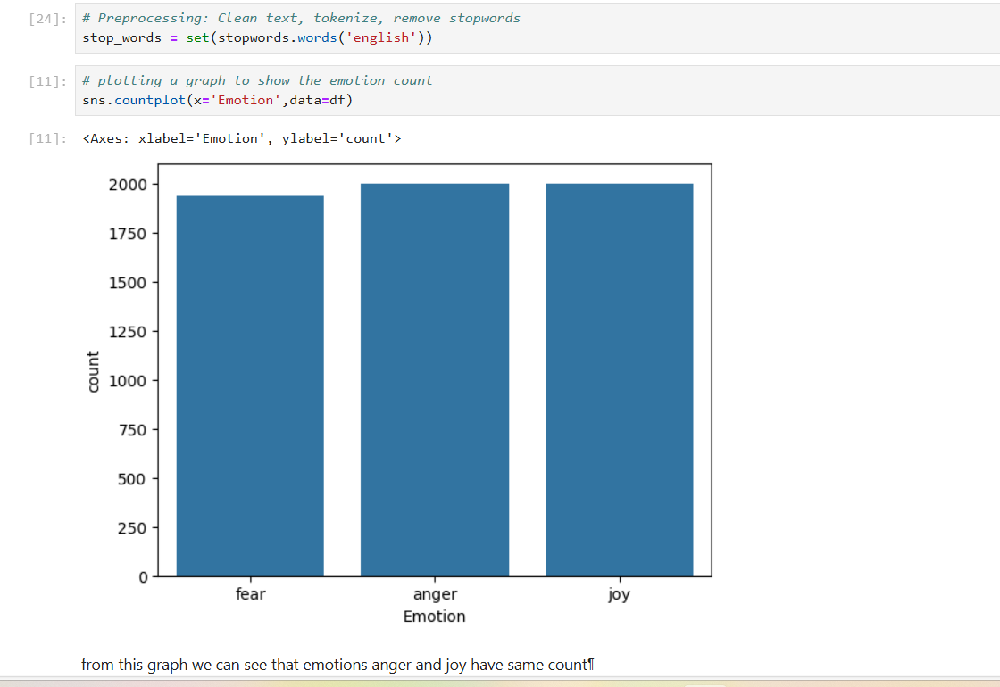 [24]: # Preprocessing: Clean text, tokenize, remove stopwords
stop_words = set(stopwords.words('english'))
[11]: # plotting a graph to show the emotion count
sns.countplot(x='Emotion',data=df)
[11]: <Axes: xlabel='Emotion', ylabel='count'>
2000
1750
1500
1250
1000
750
500
250
0
count
fear anger joy
Emotion
from this graph we can see that emotions anger and joy have same count¶